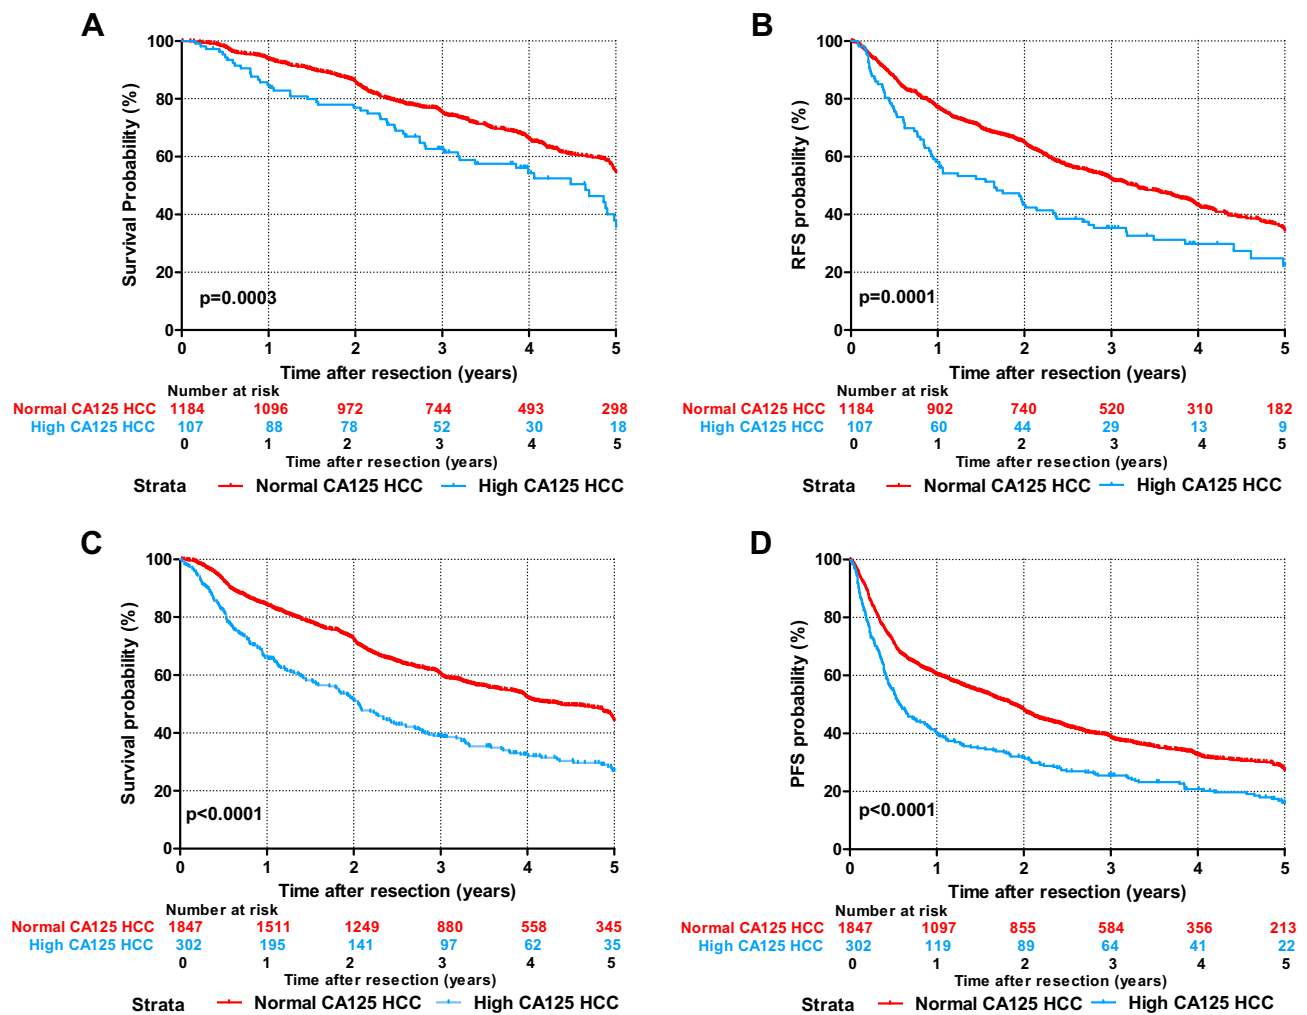 A
100
80
60
40
20
0
Survival Probability (%)
p=0.0003
0 1 2 3 4 5
Time after resection (years)
Number at risk
Normal CA125 HCC 1184 1096 972 744 493 298
High CA125 HCC 107 88 78 52 30 18
0 1 2 3 4 5
Time after resection (years)
Strata Normal CA125 HCC High CA125 HCC
B
100
80
60
40
20
0
RFS probability (%)
p=0.0001
0 1 2 3 4 5
Time after resection (years)
Number at risk
Normal CA125 HCC 1184 902 740 520 310 182
High CA125 HCC 107 60 44 29 13 9
0 1 2 3 4 5
Time after resection (years)
Strata Normal CA125 HCC High CA125 HCC
C
100
80
60
40
20
0
Survival probability (%)
p<0.0001
0 1 2 3 4 5
Time after resection (years)
Number at risk
Normal CA125 HCC 1847 1511 1249 880 558 345
High CA125 HCC 302 195 141 97 62 35
0 1 2 3 4 5
Time after resection (years)
Strata Normal CA125 HCC High CA125 HCC
D
100
80
60
40
20
0
PFS probability (%)
p<0.0001
0 1 2 3 4 5
Time after resection (years)
Number at risk
Normal CA125 HCC 1847 1097 855 584 356 213
High CA125 HCC 302 119 89 64 41 22
0 1 2 3 4 5
Time after resection (years)
Strata Normal CA125 HCC High CA125 HCC